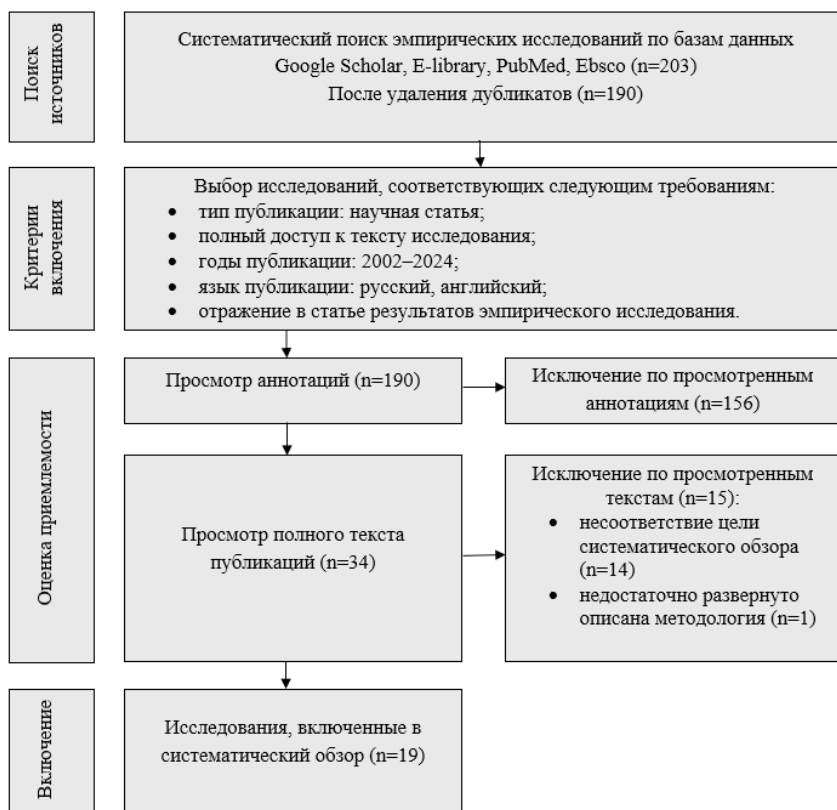 Поиск
источников
Систематический поиск эмпирических исследований по базам данных
Google Scholar, E-library, PubMed, Ebsco (n=203)
После удаления дубликатов (n=190)
Критерии
включения
Выбор исследований, соответствующих следующим требованиям:
• тип публикации: научная статья;
• полный доступ к тексту исследования;
• годы публикации: 2002–2024;
• язык публикации: русский, английский;
• отражение в статье результатов эмпирического исследования.
Оценка приемлемости
Просмотр аннотаций (n=190)
Исключение по просмотренным
аннотациям (n=156)
Просмотр полного текста
публикаций (n=34)
Исключение по просмотренным
текстам (n=15):
• несоответствие цели
систематического обзора
(n=14)
• недостаточно развернуто
описана методология (n=1)
Включение
Исследования, включенные в
систематический обзор (n=19)